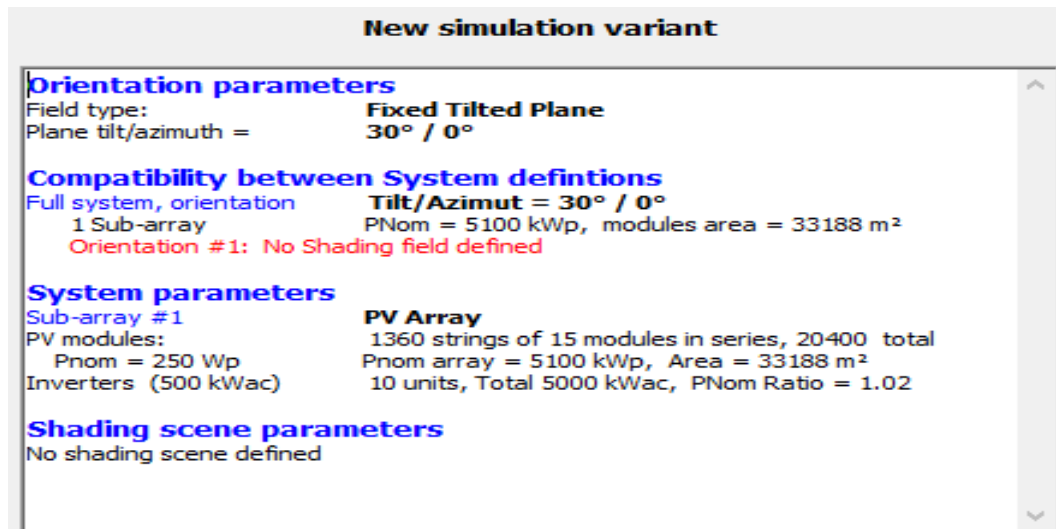 New simulation variant
Orientation parameters
Field type: Fixed Tilted Plane
Plane tilt/azimuth = 30° / 0°
Compatibility between System defintions
Full system, orientation Tilt/Azimut = 30° / 0°
1 Sub-array PNom = 5100 kWp, modules area = 33188 m²
Orientation #1: No Shading field defined
System parameters
Sub-array #1 PV Array
PV modules: 1360 strings of 15 modules in series, 20400 total
Pnom = 250 Wp Pnom array = 5100 kWp, Area = 33188 m²
Inverters (500 kWac) 10 units, Total 5000 kWac, PNom Ratio = 1.02
Shading scene parameters
No shading scene defined